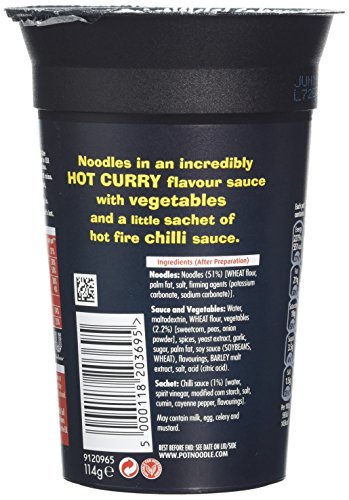 JUN
L72
Noodles in an incredibly
HOT CURRY flavour sauce
with vegetables
and a little sachet of
hot fire chilli sauce.
Ingredients (After Preparation)
Noodles: Noodles (51%) [WHEAT flour,
palm fat, salt, firming agents (potassium
carbonate, sodium carbonate)].
Sauce and Vegetables: Water,
maltodextrin, WHEAT flour, vegetables
(2.2%) [sweetcorn, peas, onion
powder], spices, yeast extract, garlic,
sugar, palm fat, soy sauce (SOYBEANS,
WHEAT), flavourings, BARLEY malt
extract, salt, acid (citric acid).
Sachet: Chilli sauce (1%) [water,
spirit vinegar, modified corn starch, salt,
cumin, cayenne pepper, flavourings].
May contain milk, egg, celery and
mustard.
BEST BEFORE END: SEE DATE ON LID/SIDE
WWW.POTNOODLE.COM
5 000118 203695
9120965
114g